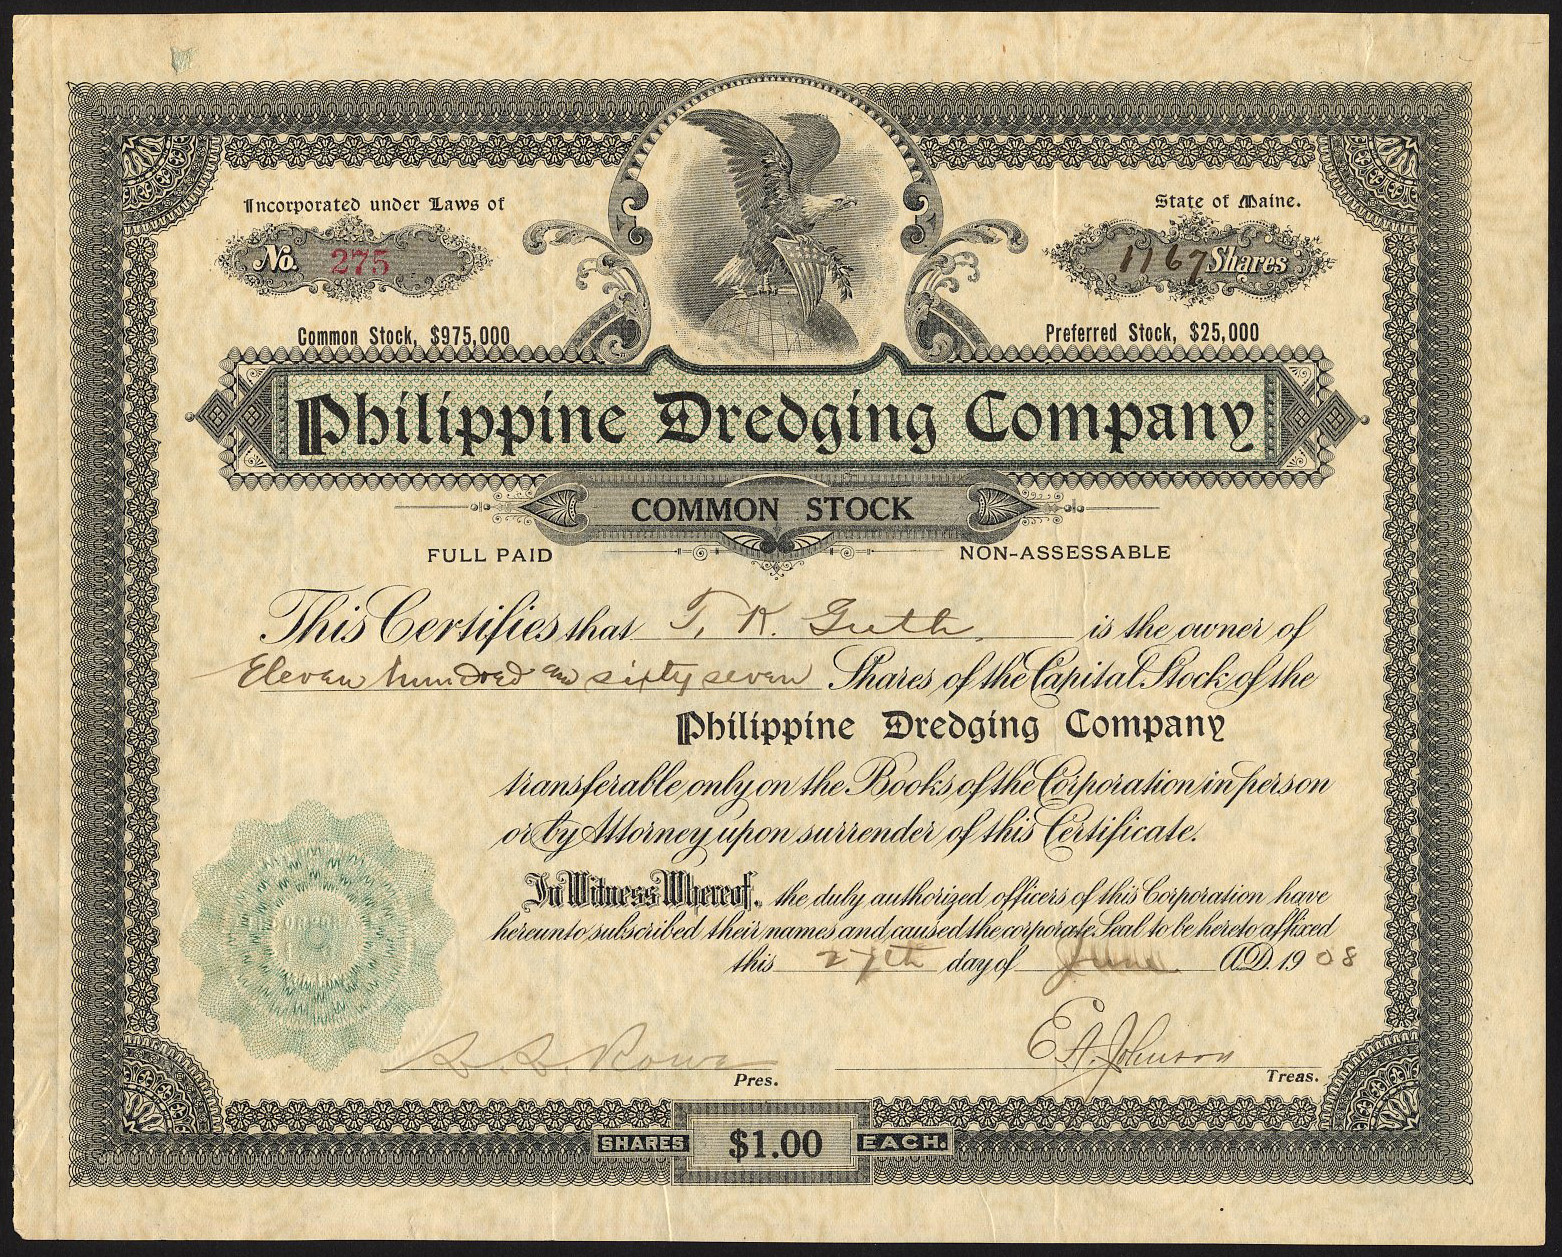 Incorporated under Laws of
State of Maine.
No. 275
1167 Shares
Common Stock, $975,000
Preferred Stock, $25,000
Philippine Dredging Company
COMMON STOCK
FULL PAID
NON-ASSESSABLE
This Certifies that T. K. Guth is the owner of
Eleven hundred an sixty seven Shares of the Capital Stock of the
Philippine Dredging Company
transferable only on the Books of the Corporation in person
or by Attorney upon surrender of this Certificate.
In Witness Whereof, the duly authorized officers of this Corporation have
hereunto subscribed their names and caused the corporate Seal to be hereto affixed
this 27th day of June A.D. 1908
Rowe
Pres.
E. A. Johnson
Treas.
SHARES $1.00 EACH.